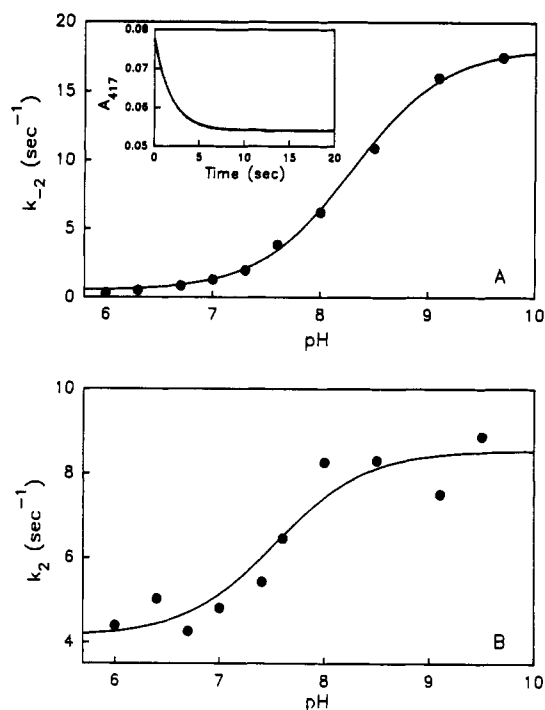 20
15
10
5
0
k₋₂ (sec⁻¹)
0.08
0.07
0.06
0.05
A₄₁₇
0 5 10 15 20
Time (sec)
A
6 7 8 9 10
pH
10
8
6
4
k₂ (sec⁻¹)
B
6 7 8 9 10
pH